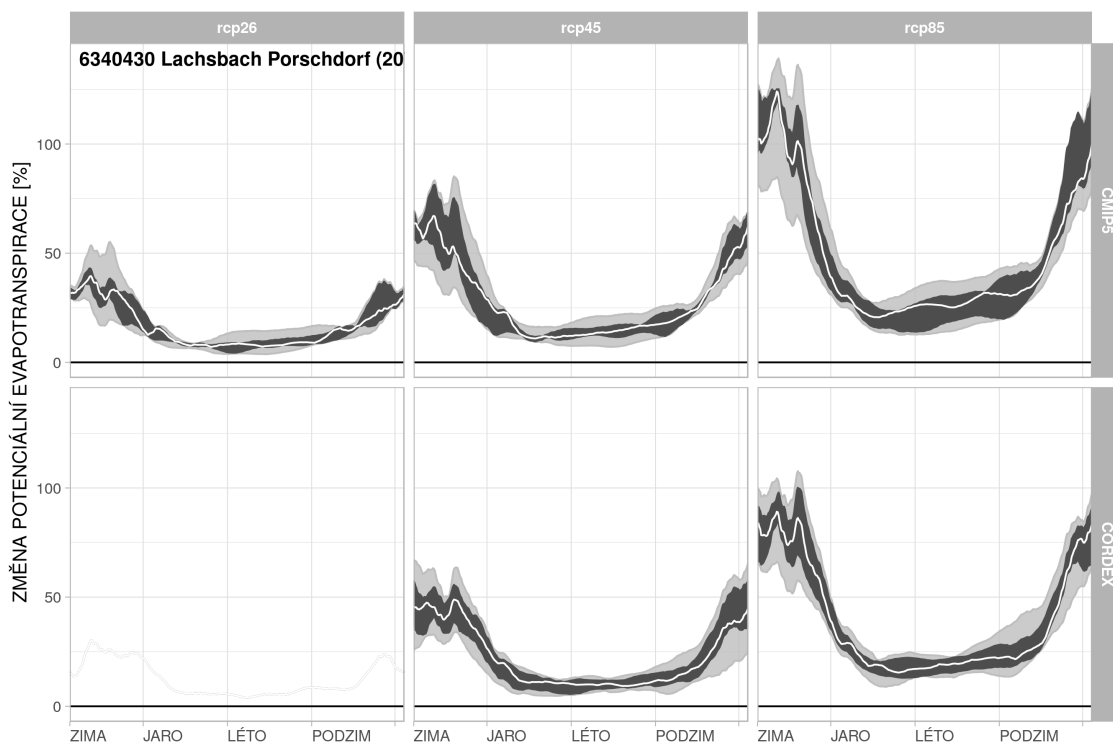 rcp26 rcp45 rcp85
6340430 Lachsbach Porschdorf (20
CMIP5
CORDEX
ZMĚNA POTENCIÁLNÍ EVAPOTRANSPIRACE [%]
100
50
0
100
50
0
ZIMA JARO LÉTO PODZIM ZIMA JARO LÉTO PODZIM ZIMA JARO LÉTO PODZIM